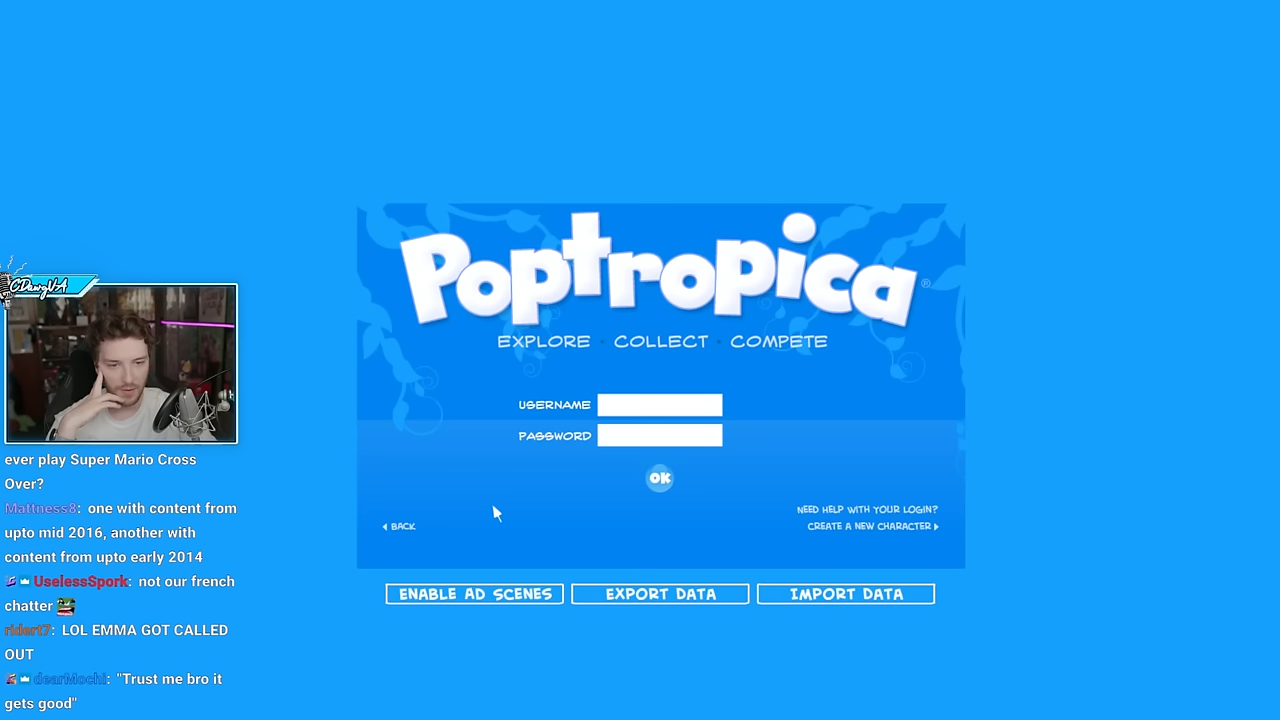 Poptropica®
EXPLORE · COLLECT · COMPETE
USERNAME
PASSWORD
OK
NEED HELP WITH YOUR LOGIN?
BACK
CREATE A NEW CHARACTER
ENABLE AD SCENES
EXPORT DATA
IMPORT DATA
CDawgVA
ever play Super Mario Cross
Over?
Mattness8: one with content from
upto mid 2016, another with
content from upto early 2014
UselessSpork: not our french
chatter
ridert7: LOL EMMA GOT CALLED
OUT
dearMochi: "Trust me bro it
gets good"